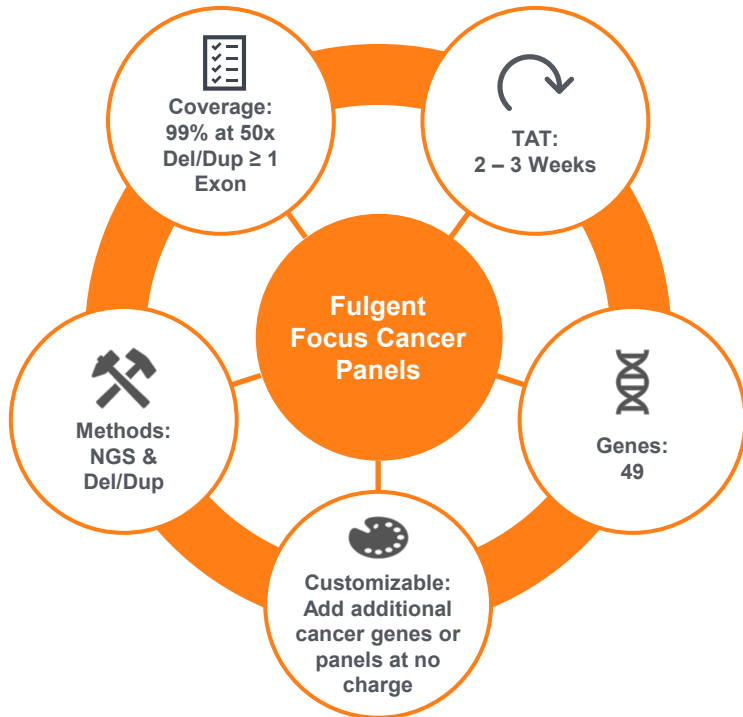 Coverage:
99% at 50x
Del/Dup ≥ 1
Exon
TAT:
2 – 3 Weeks
Fulgent
Focus Cancer
Panels
Methods:
NGS &
Del/Dup
Genes:
49
Customizable:
Add additional
cancer genes or
panels at no
charge